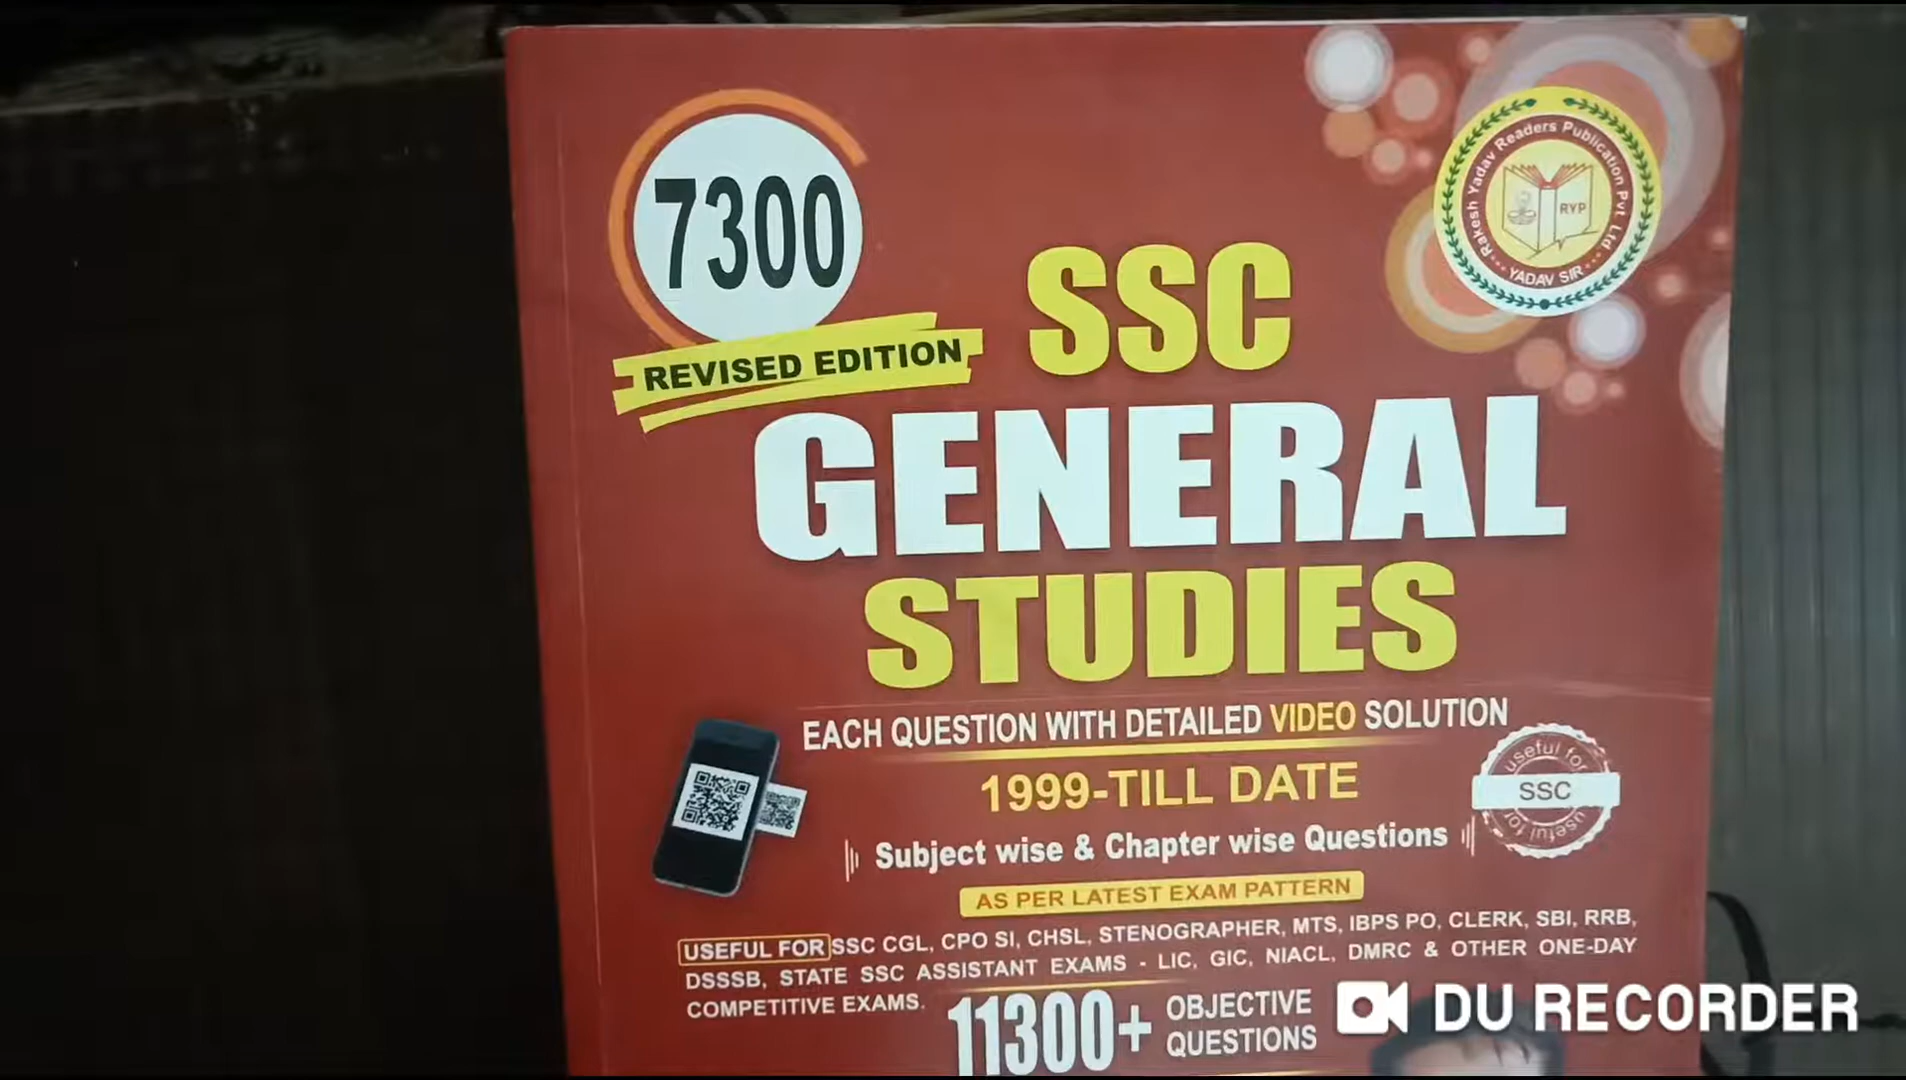 7300
REVISED EDITION
Rakesh Yadav Readers Publication Pvt. Ltd.
RYP
YADAV SIR
SSC
GENERAL
STUDIES
EACH QUESTION WITH DETAILED VIDEO SOLUTION
1999-TILL DATE
Subject wise & Chapter wise Questions
useful for
SSC
useful for
AS PER LATEST EXAM PATTERN
USEFUL FOR SSC CGL, CPO SI, CHSL, STENOGRAPHER, MTS, IBPS PO, CLERK, SBI, RRB,
DSSSB, STATE SSC ASSISTANT EXAMS - LIC, GIC, NIACL, DMRC & OTHER ONE-DAY
COMPETITIVE EXAMS.
11300+ OBJECTIVE
QUESTIONS
DU RECORDER